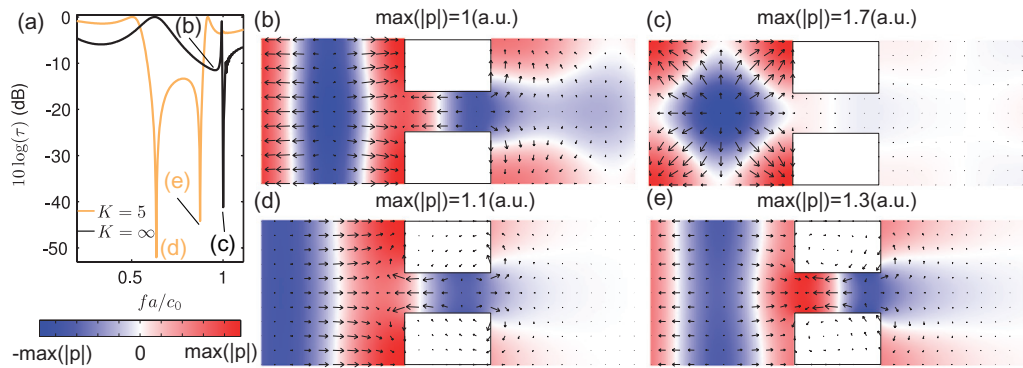 (a)
0
-10
-20
-30
-40
-50
10 log(τ) (dB)
0.5
1
fa/c₀
K = 5
K = ∞
(b)
(e)
(d)
(c)
-max(|p|)
0
max(|p|)
(b)
max(|p|)=1(a.u.)
(c)
max(|p|)=1.7(a.u.)
(d)
max(|p|)=1.1(a.u.)
(e)
max(|p|)=1.3(a.u.)